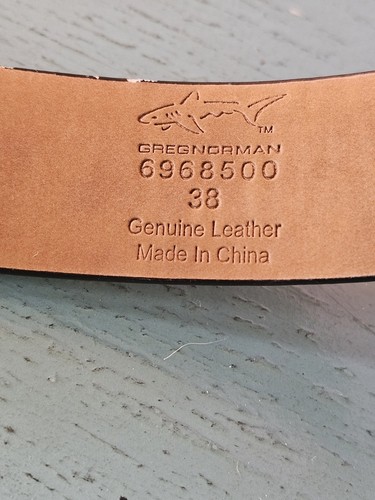 TM
GREGNORMAN
6968500
38
Genuine Leather
Made In China